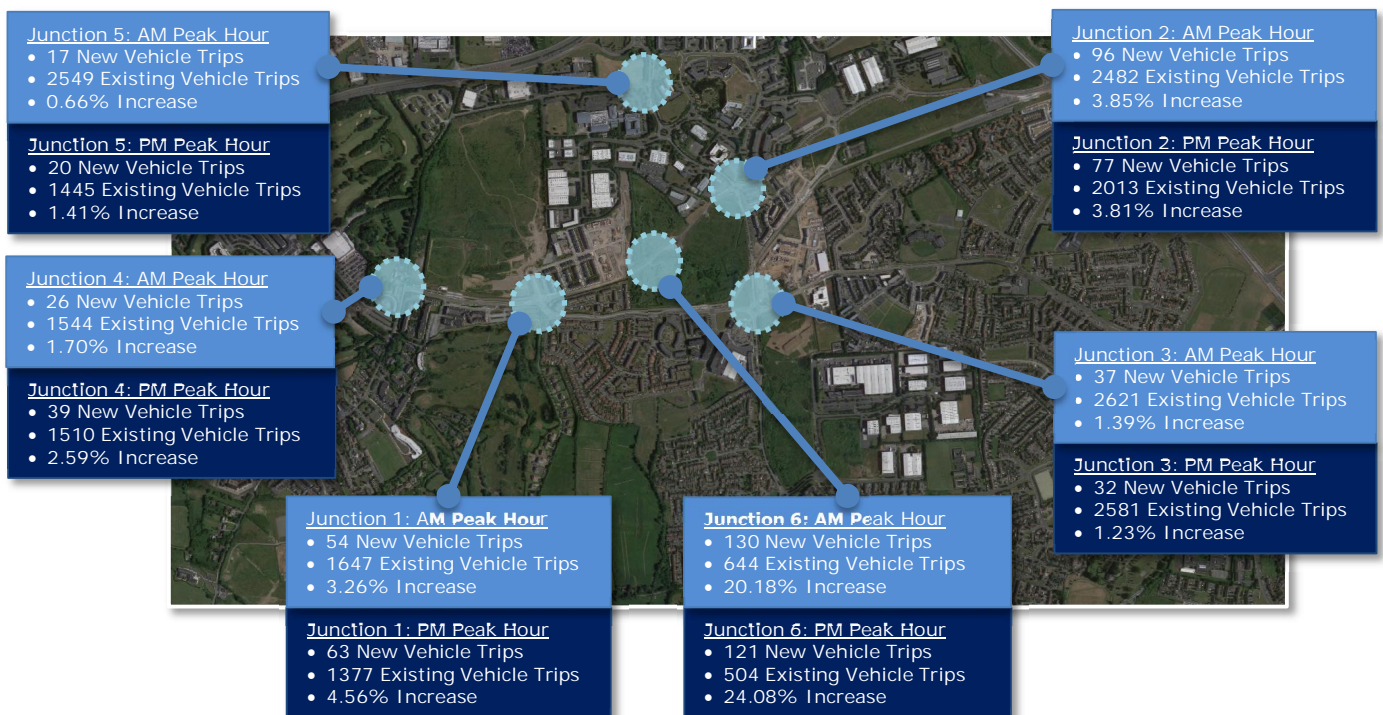 Junction 5: AM Peak Hour
• 17 New Vehicle Trips
• 2549 Existing Vehicle Trips
• 0.66% Increase
Junction 5: PM Peak Hour
• 20 New Vehicle Trips
• 1445 Existing Vehicle Trips
• 1.41% Increase
Junction 2: AM Peak Hour
• 96 New Vehicle Trips
• 2482 Existing Vehicle Trips
• 3.85% Increase
Junction 2: PM Peak Hour
• 77 New Vehicle Trips
• 2013 Existing Vehicle Trips
• 3.81% Increase
Junction 4: AM Peak Hour
• 26 New Vehicle Trips
• 1544 Existing Vehicle Trips
• 1.70% Increase
Junction 4: PM Peak Hour
• 39 New Vehicle Trips
• 1510 Existing Vehicle Trips
• 2.59% Increase
Junction 3: AM Peak Hour
• 37 New Vehicle Trips
• 2621 Existing Vehicle Trips
• 1.39% Increase
Junction 3: PM Peak Hour
• 32 New Vehicle Trips
• 2581 Existing Vehicle Trips
• 1.23% Increase
Junction 1: AM Peak Hour
• 54 New Vehicle Trips
• 1647 Existing Vehicle Trips
• 3.26% Increase
Junction 1: PM Peak Hour
• 63 New Vehicle Trips
• 1377 Existing Vehicle Trips
• 4.56% Increase
Junction 6: AM Peak Hour
• 130 New Vehicle Trips
• 644 Existing Vehicle Trips
• 20.18% Increase
Junction 6: PM Peak Hour
• 121 New Vehicle Trips
• 504 Existing Vehicle Trips
• 24.08% Increase